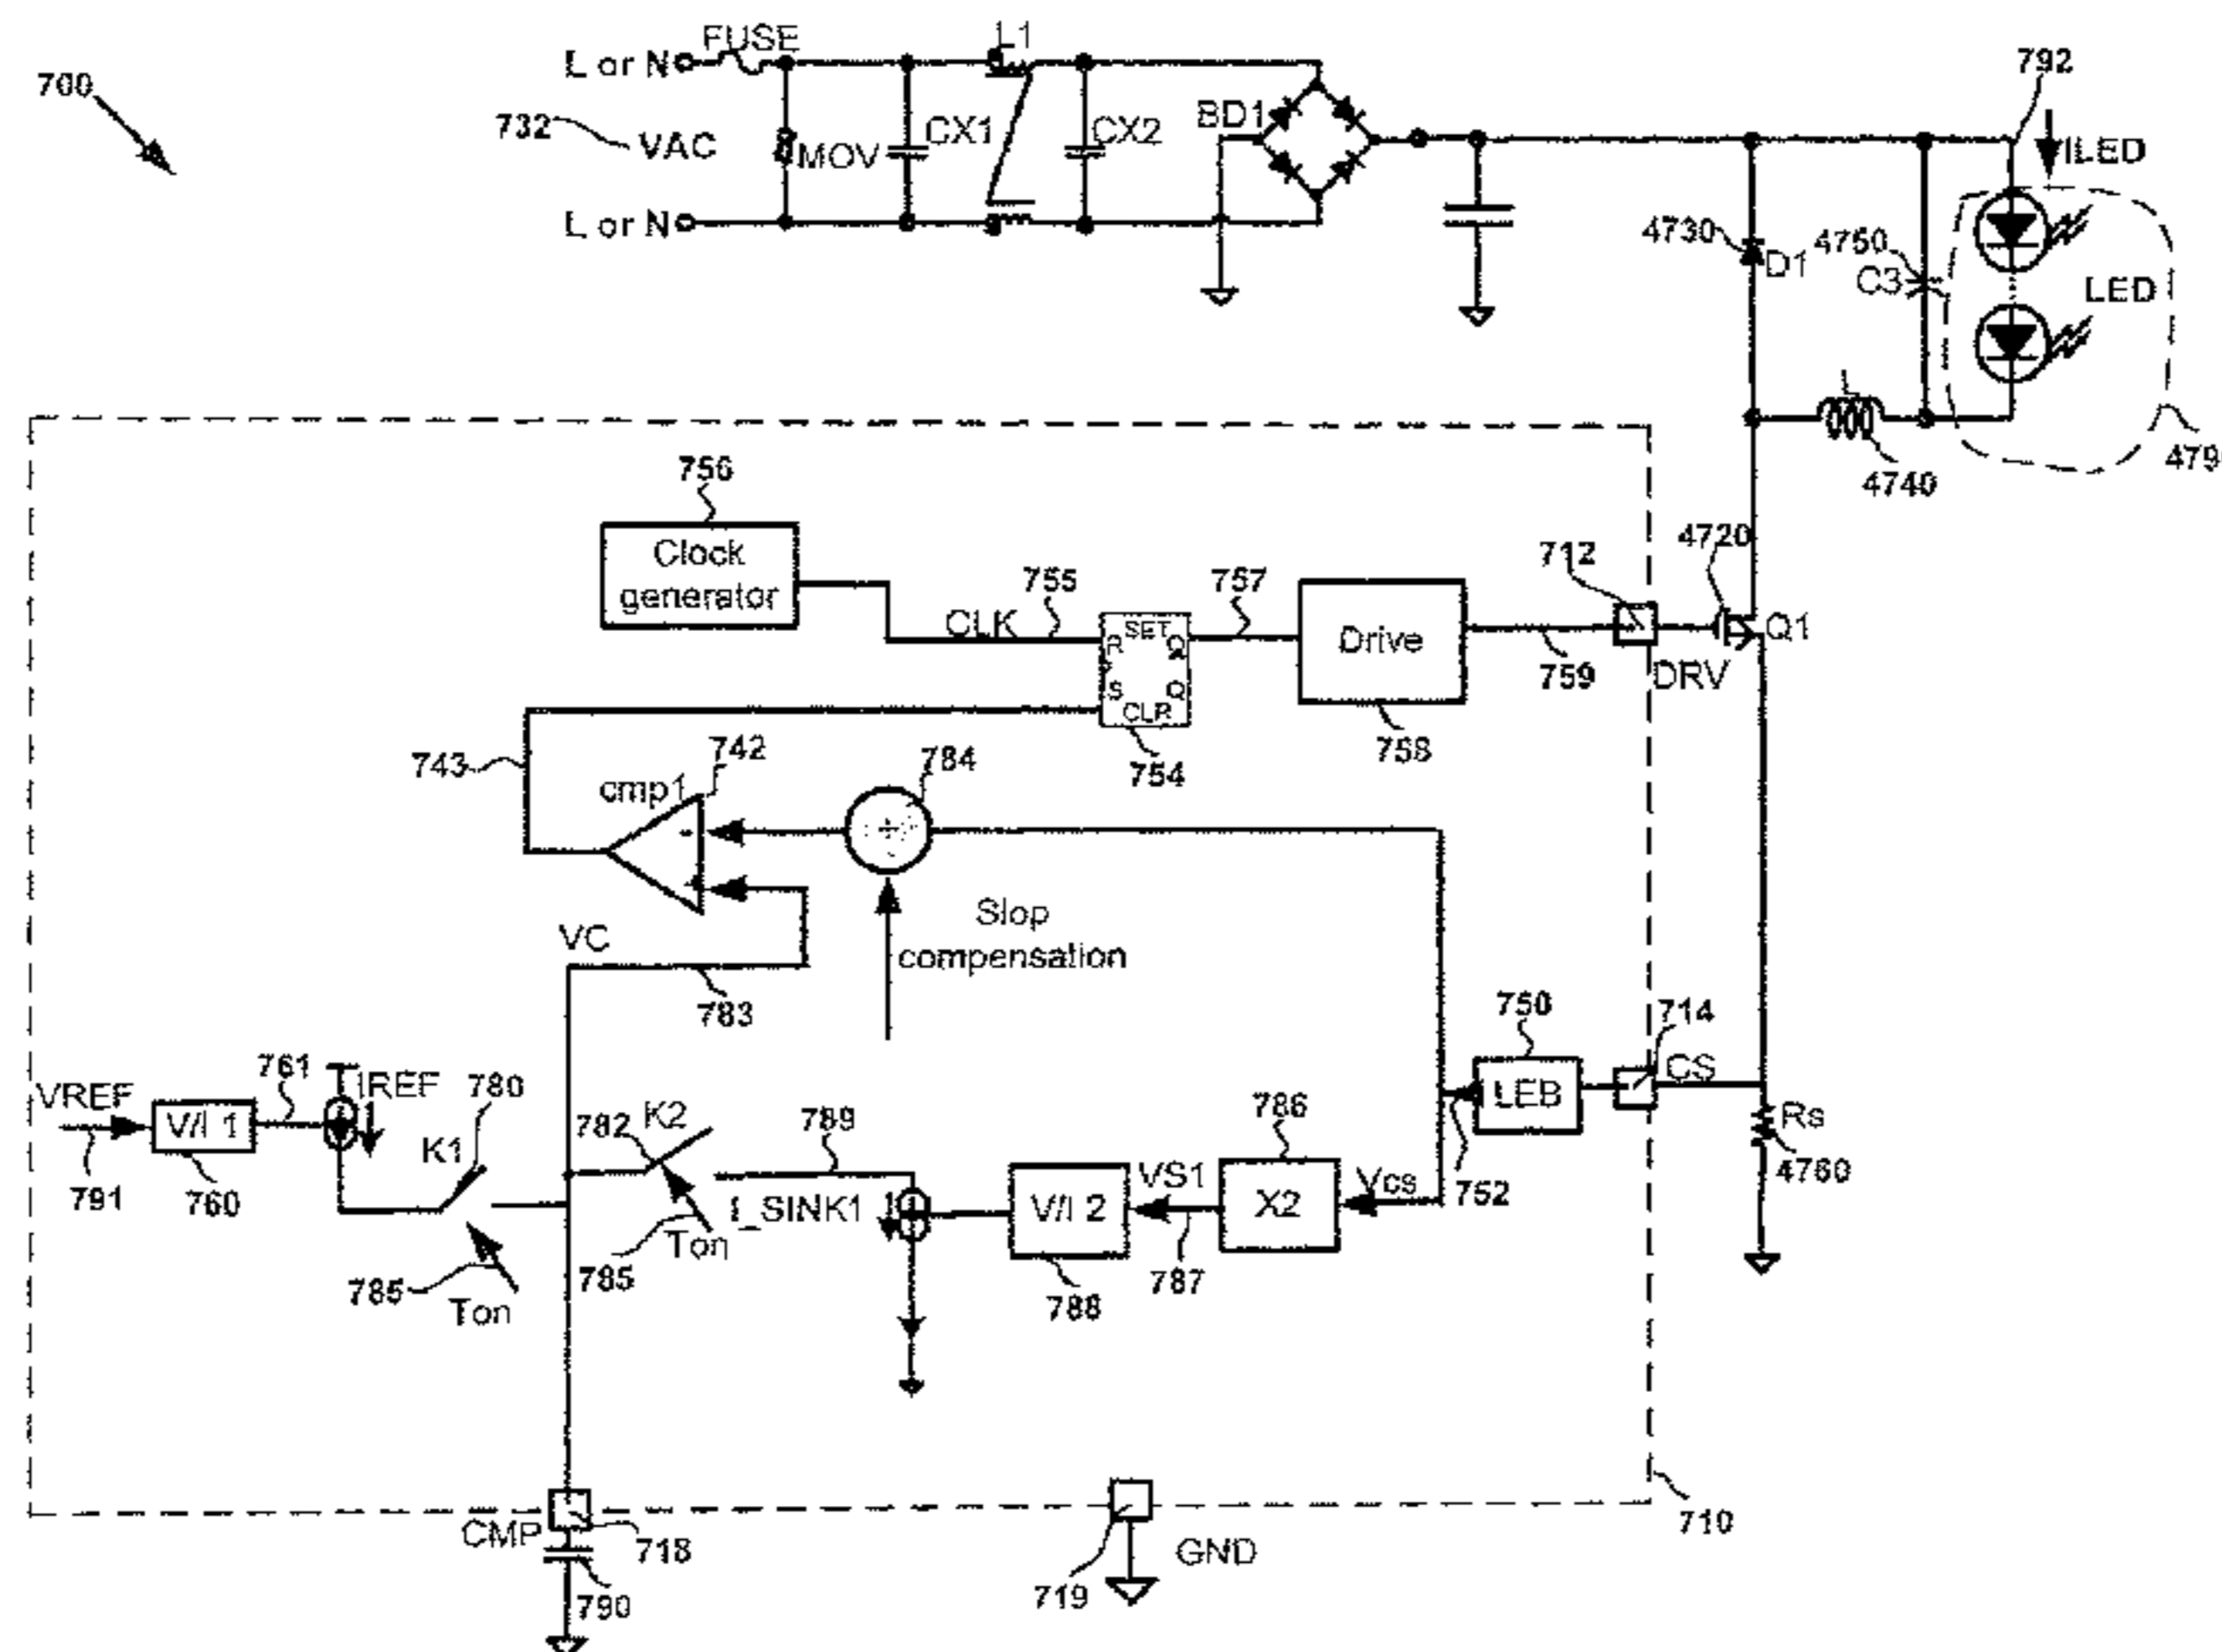 FUSE
L1
L or N
792
700
BD1
ILED
732
VAC
MOV
CX1
CX2
L or N
4730
D1
4750
C3
LED
L
4740
479
756
Clock
generator
712
4720
CLK
755
757
R
SET
Q
S
Q
CLR
Drive
759
DRV
Q1
743
742
784
754
758
cmp1
-
+
+
Slop
compensation
VC
783
750
714
LEB
CS
VREF
761
IREF
780
V/I 1
K1
782
K2
789
786
Rs
791
760
VS1
Vcs
752
4760
I_SINK1
V/I 2
X2
785
Ton
785
Ton
788
787
710
CMP
718
GND
790
719